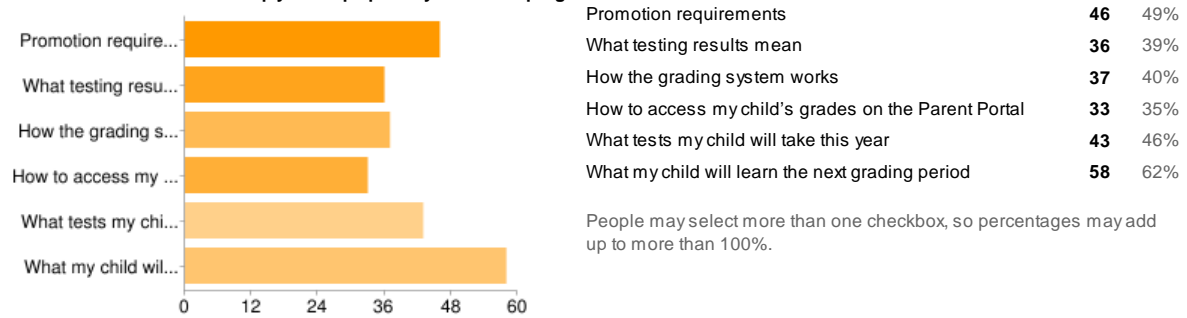 Promotion require...
What testing resu...
How the grading s...
How to access my ...
What tests my chi...
What my child wil...
0 12 24 36 48 60
Promotion requirements 46 49%
What testing results mean 36 39%
How the grading system works 37 40%
How to access my child’s grades on the Parent Portal 33 35%
What tests my child will take this year 43 46%
What my child will learn the next grading period 58 62%
People may select more than one checkbox, so percentages may add
up to more than 100%.